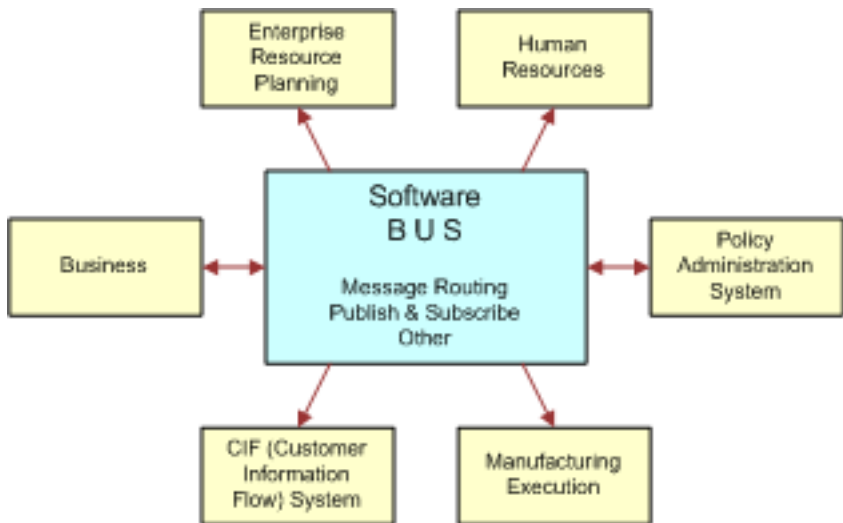 Enterprise
Resource
Planning
Human
Resources
Software
B U S
Message Routing
Publish & Subscribe
Other
Business
Policy
Administration
System
CIF (Customer
Information
Flow) System
Manufacturing
Execution